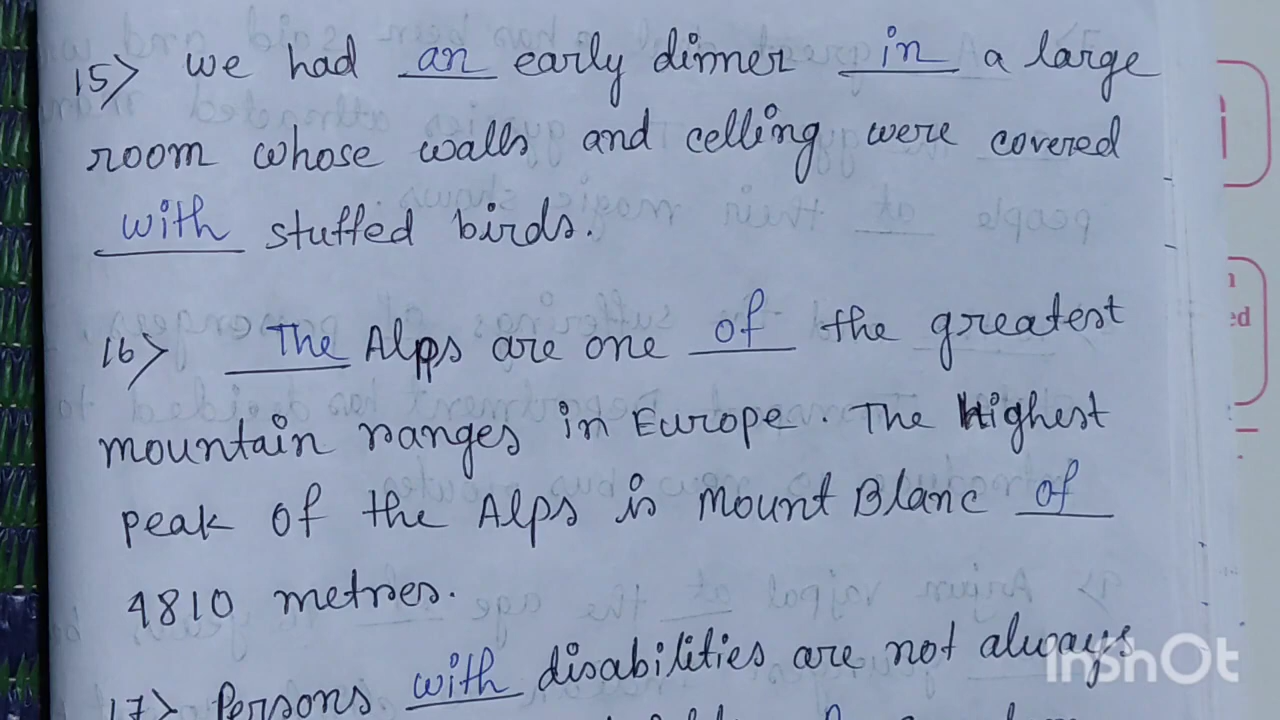 15> we had an early dinner in a large
room whose walls and celling were covered
with stuffed birds.
16> The Alps are one of the greatest
mountain ranges in Europe. The Highest
peak of the Alps is Mount Blanc of
4810 metres.
17> Persons with disabilities are not always
InShOt